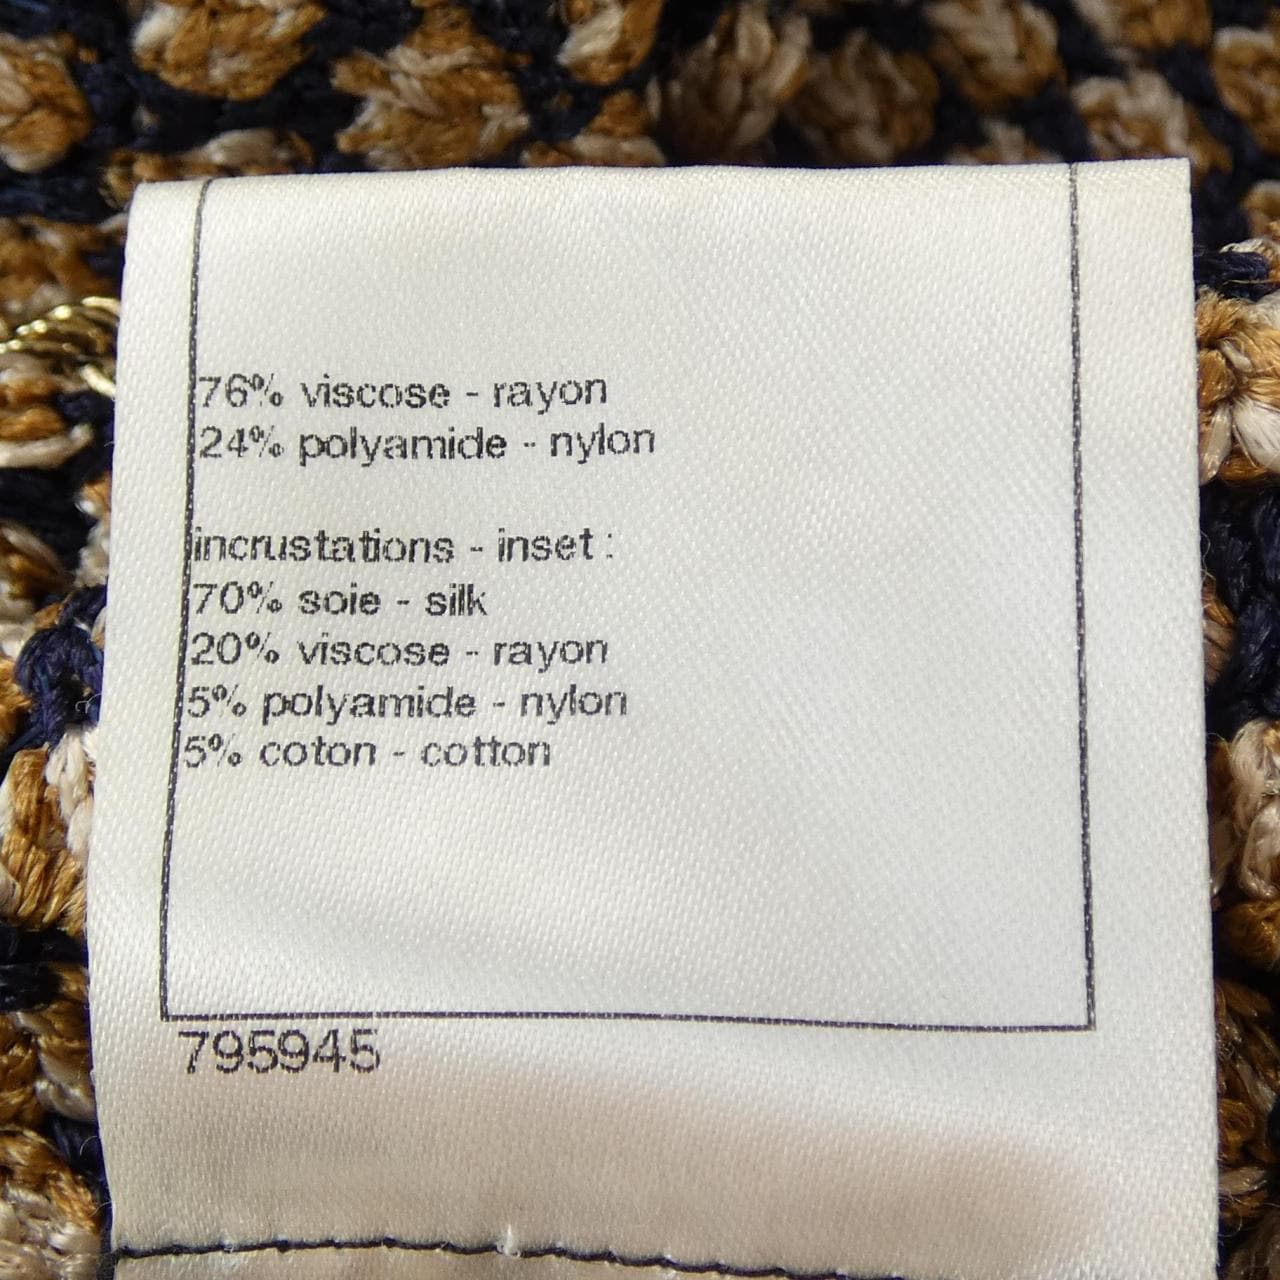 76% viscose - rayon
24% polyamide - nylon
incrustations - inset :
70% soie - silk
20% viscose - rayon
5% polyamide - nylon
5% coton - cotton
795945